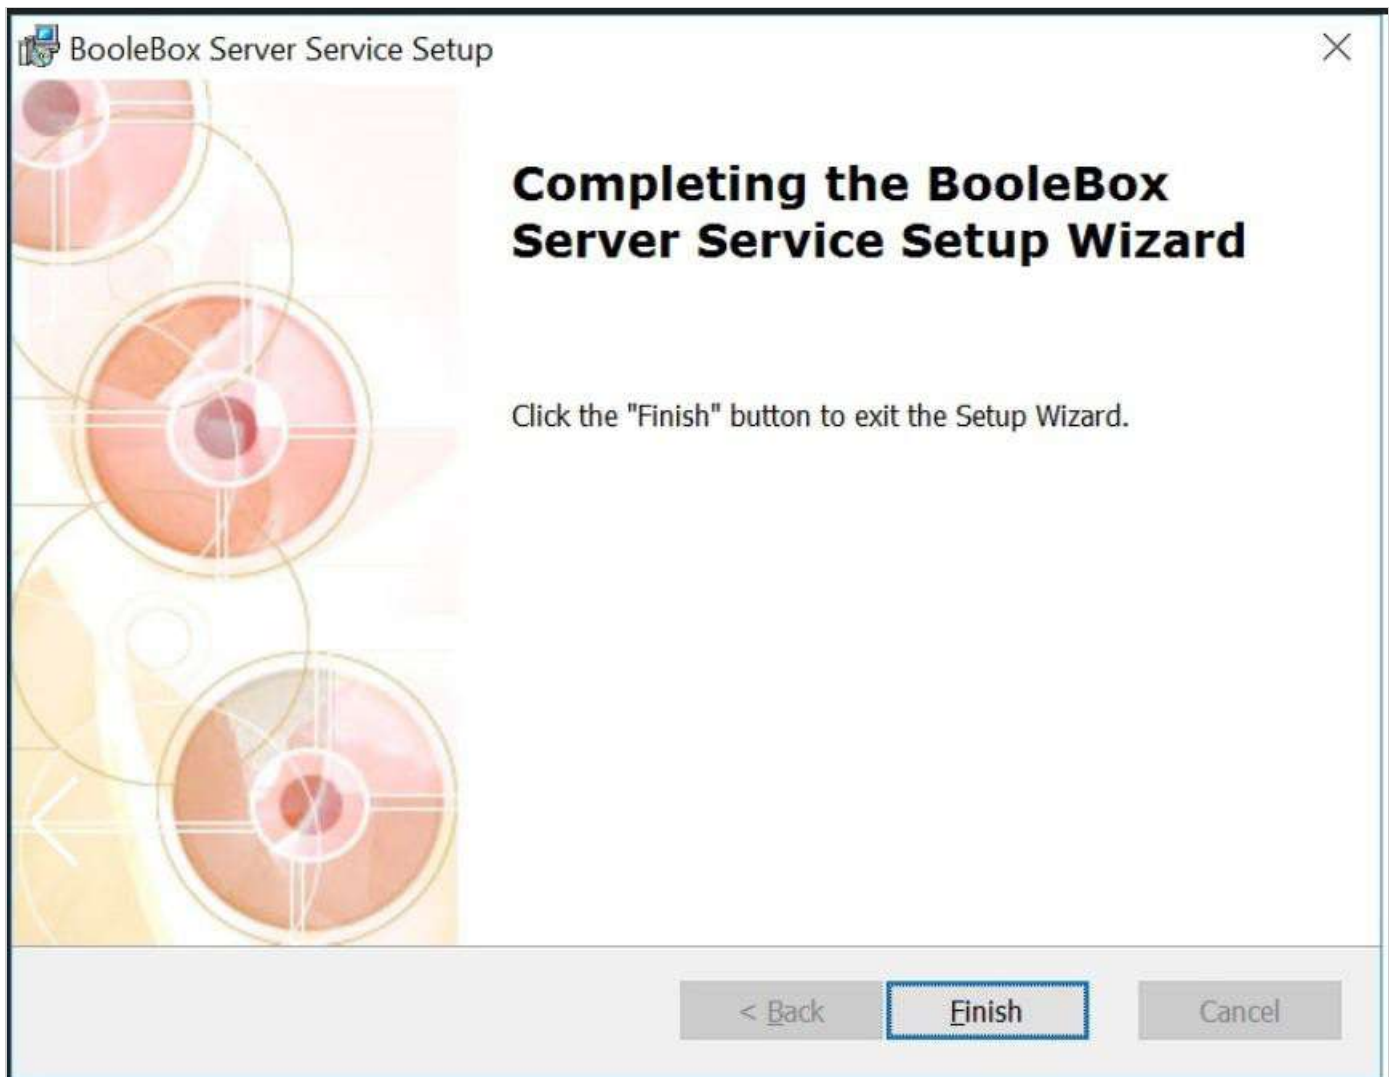 BooleBox Server Service Setup
Completing the BooleBox
Server Service Setup Wizard
Click the "Finish" button to exit the Setup Wizard.
< Back Finish Cancel